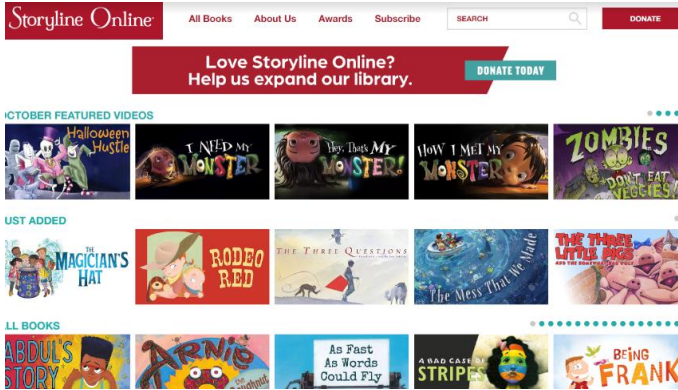 Storyline Online
All Books About Us Awards Subscribe SEARCH DONATE
Love Storyline Online?
Help us expand our library.
DONATE TODAY
OCTOBER FEATURED VIDEOS
Halloween
Hustle
I NEED MY
MONSTER
Hey, That's MY
MONSTER!
HOW I MET MY
MONSTER
ZOMBIES
DON'T EAT
VEGGIES!
UST ADDED
THE
MAGICIAN'S
HAT
RODEO
RED
THE THREE QUESTIONS
The Mess That We Made
THE THREE
LITTLE PIGS
LL BOOKS
ABDUL'S
STORY
ARNIE
the
Doughnut
As Fast
As Words
Could Fly
A BAD CASE OF
STRIPES
BEING
FRANK